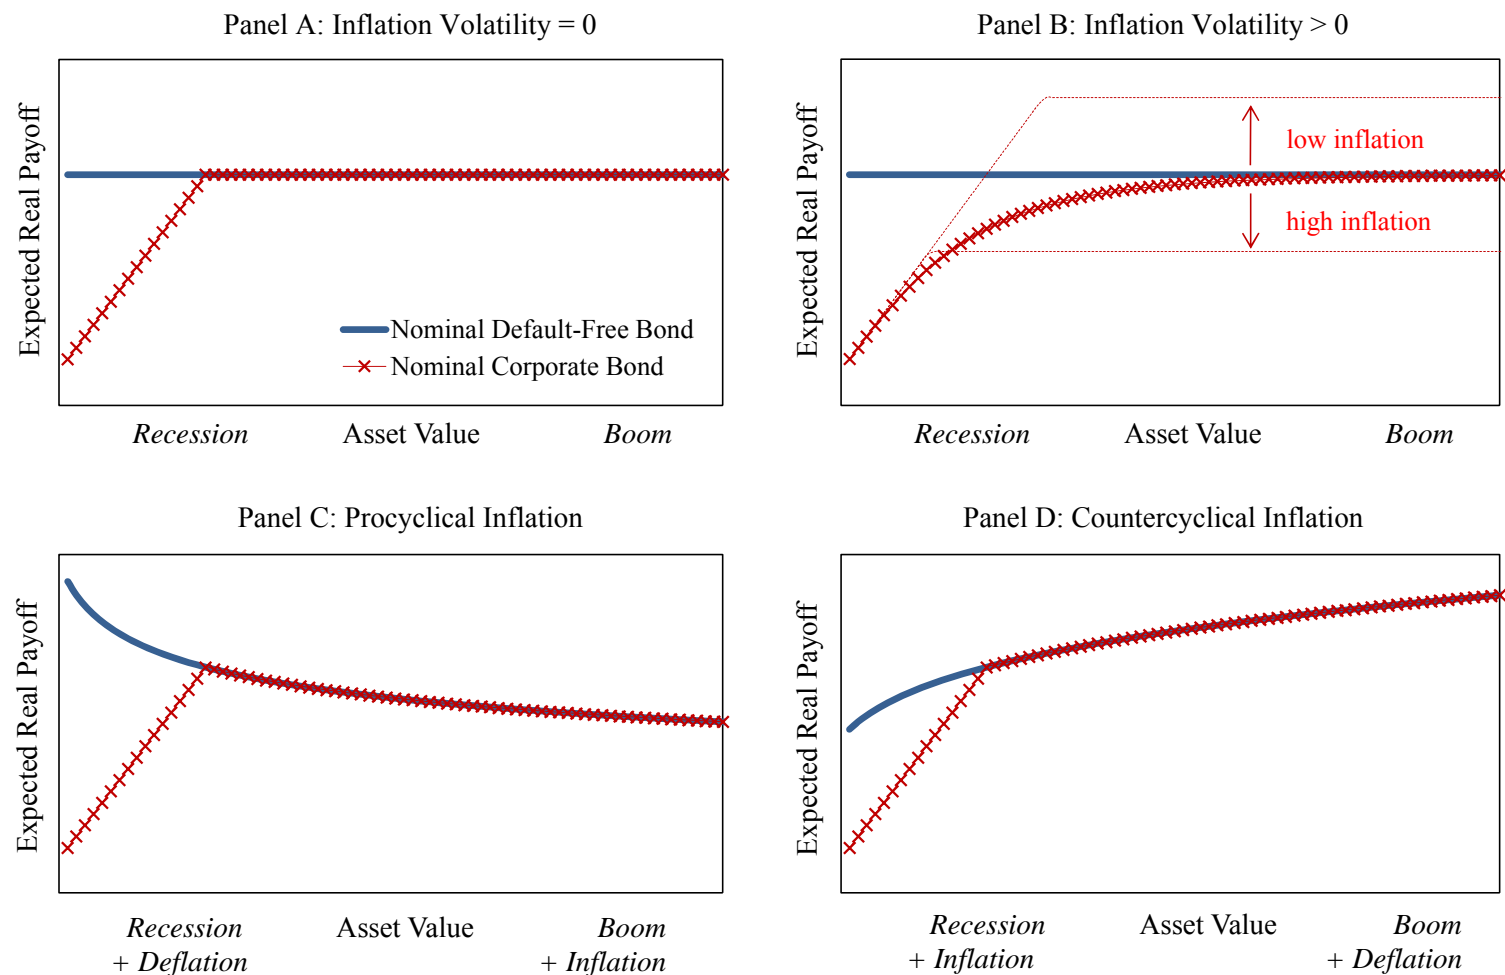 Panel A: Inflation Volatility = 0
Expected Real Payoff
Nominal Default-Free Bond
Nominal Corporate Bond
Recession Asset Value Boom
Panel B: Inflation Volatility > 0
Expected Real Payoff
low inflation
high inflation
Recession Asset Value Boom
Panel C: Procyclical Inflation
Expected Real Payoff
Recession Asset Value Boom
+ Deflation + Inflation
Panel D: Countercyclical Inflation
Expected Real Payoff
Recession Asset Value Boom
+ Inflation + Deflation